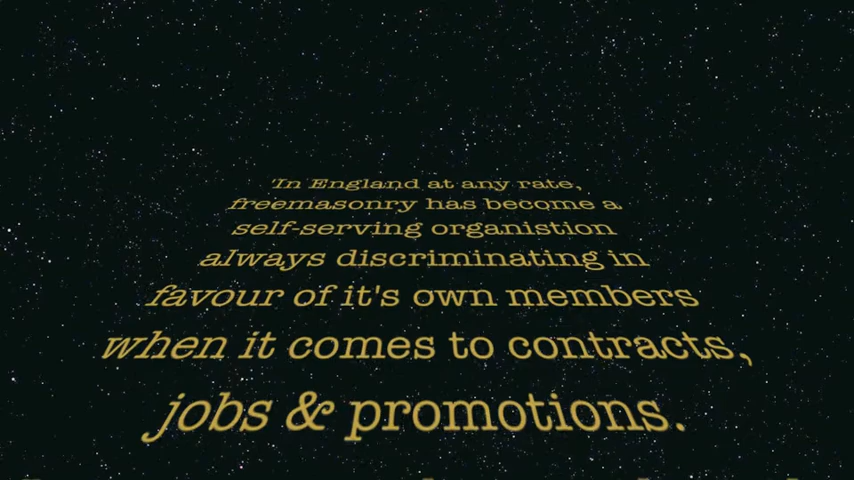 'In England at any rate,
freemasonry has become a
self-serving organistion
always discriminating in
favour of it's own members
when it comes to contracts,
jobs & promotions.